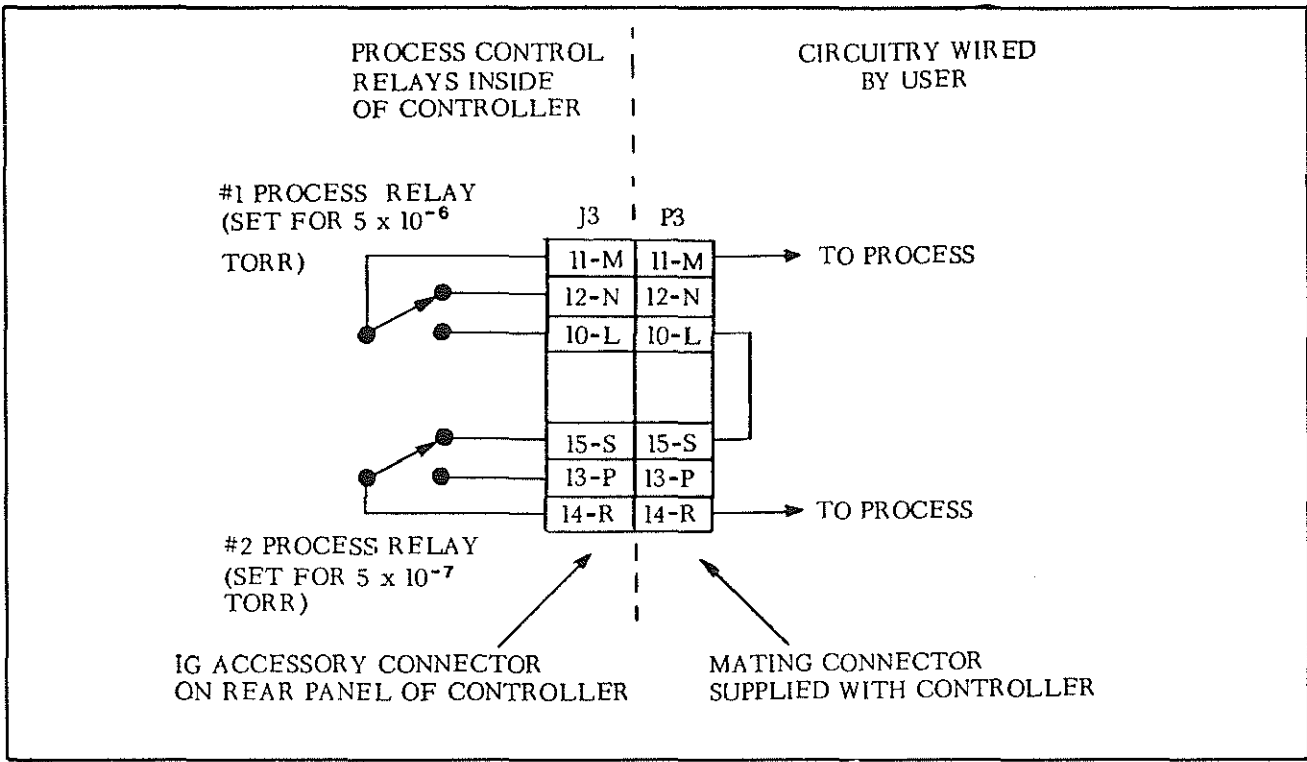 PROCESS CONTROL
RELAYS INSIDE
OF CONTROLLER
CIRCUITRY WIRED
BY USER
#1 PROCESS RELAY
(SET FOR 5 x 10⁻⁶
TORR)
J3 P3
11-M 11-M TO PROCESS
12-N 12-N
10-L 10-L
15-S 15-S
13-P 13-P
14-R 14-R TO PROCESS
#2 PROCESS RELAY
(SET FOR 5 x 10⁻⁷
TORR)
IG ACCESSORY CONNECTOR
ON REAR PANEL OF CONTROLLER
MATING CONNECTOR
SUPPLIED WITH CONTROLLER